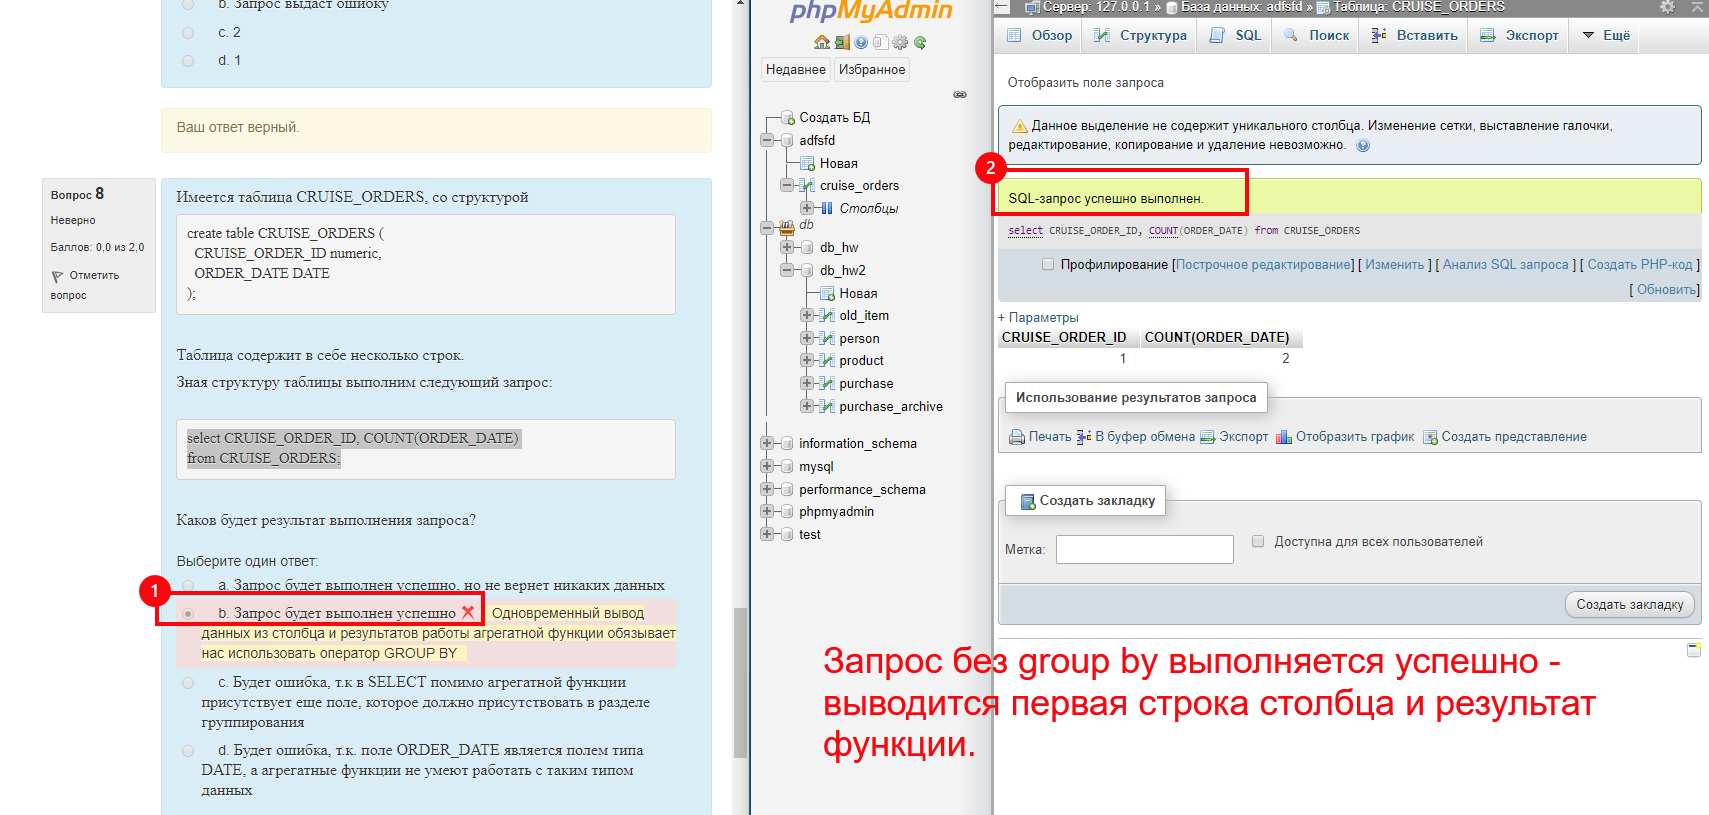 b. Запрос выдаст ошибку
c. 2
d. 1
Ваш ответ верный.
Вопрос 8
Неверно
Баллов: 0,0 из 2,0
Отметить
вопрос
Имеется таблица CRUISE_ORDERS, со структурой
create table CRUISE_ORDERS (
CRUISE_ORDER_ID numeric,
ORDER_DATE DATE
);
Таблица содержит в себе несколько строк.
Зная структуру таблицы выполним следующий запрос:
select CRUISE_ORDER_ID, COUNT(ORDER_DATE)
from CRUISE_ORDERS;
Каков будет результат выполнения запроса?
Выберите один ответ:
a. Запрос будет выполнен успешно, но не вернет никаких данных
1
b. Запрос будет выполнен успешно Одновременный вывод
данных из столбца и результатов работы агрегатной функции обязывает
нас использовать оператор GROUP BY
c. Будет ошибка, т.к в SELECT помимо агрегатной функции
присутствует еще поле, которое должно присутствовать в разделе
группирования
d. Будет ошибка, т.к. поле ORDER_DATE является полем типа
DATE, а агрегатные функции не умеют работать с таким типом
данных
phpMyAdmin
Недавнее Избранное
Создать БД
adfsfd
Новая
cruise_orders
Столбцы
db
db_hw
db_hw2
Новая
old_item
person
product
purchase
purchase_archive
information_schema
mysql
performance_schema
phpmyadmin
test
Сервер: 127.0.0.1 » База данных: adfsfd » Таблица: CRUISE_ORDERS
Обзор Структура SQL Поиск Вставить Экспорт Ещё
Отобразить поле запроса
Данное выделение не содержит уникального столбца. Изменение сетки, выставление галочки,
редактирование, копирование и удаление невозможно.
2
SQL-запрос успешно выполнен.
select CRUISE_ORDER_ID, COUNT(ORDER_DATE) from CRUISE_ORDERS
Профилирование [Построчное редактирование] [ Изменить ] [ Анализ SQL запроса ] [ Создать PHP-код ]
[ Обновить]
+ Параметры
CRUISE_ORDER_ID COUNT(ORDER_DATE)
1 2
Использование результатов запроса
Печать В буфер обмена Экспорт Отобразить график Создать представление
Создать закладку
Метка: Доступна для всех пользователей
Создать закладку
Запрос без group by выполняется успешно -
выводится первая строка столбца и результат
функции.